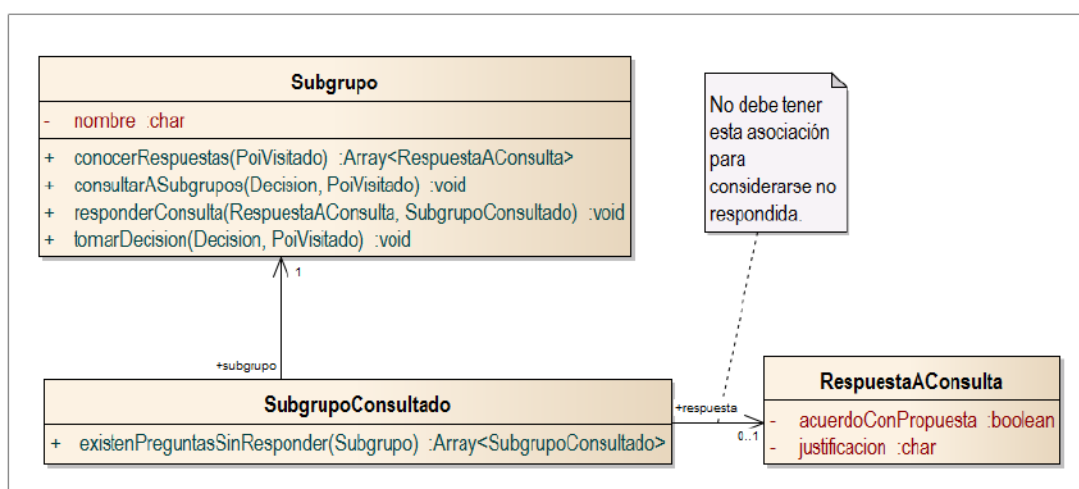 Subgrupo
- nombre :char
+ conocerRespuestas(PoiVisitado) :Array<RespuestaAConsulta>
+ consultarASubgrupos(Decision, PoiVisitado) :void
+ responderConsulta(RespuestaAConsulta, SubgrupoConsultado) :void
+ tomarDecision(Decision, PoiVisitado) :void
No debe tener
esta asociación
para
considerarse no
respondida.
1
+subgrupo
SubgrupoConsultado
+ existenPreguntasSinResponder(Subgrupo) :Array<SubgrupoConsultado>
+respuesta
0..1
RespuestaAConsulta
- acuerdoConPropuesta :boolean
- justificacion :char